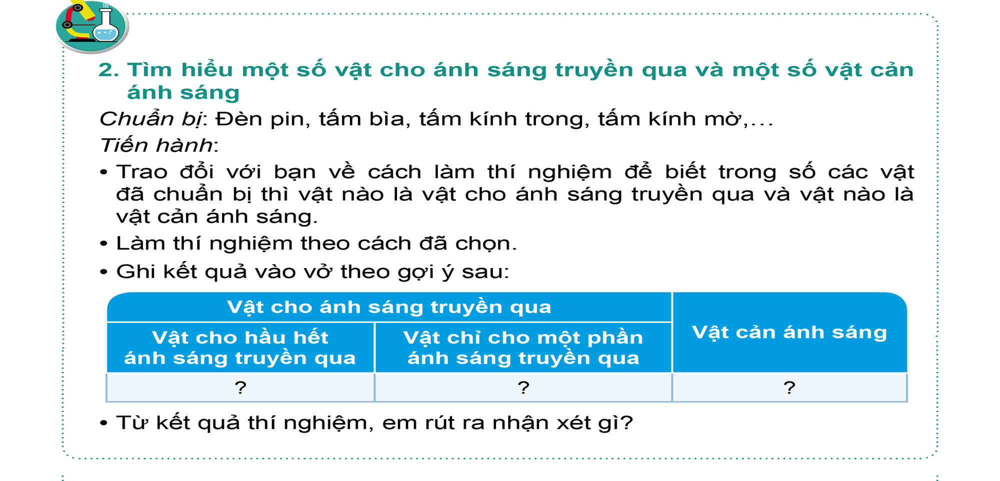 2. Tìm hiểu một số vật cho ánh sáng truyền qua và một số vật cản
ánh sáng
Chuẩn bị: Đèn pin, tấm bìa, tấm kính trong, tấm kính mờ,...
Tiến hành:
• Trao đổi với bạn về cách làm thí nghiệm để biết trong số các vật
đã chuẩn bị thì vật nào là vật cho ánh sáng truyền qua và vật nào là
vật cản ánh sáng.
• Làm thí nghiệm theo cách đã chọn.
• Ghi kết quả vào vở theo gợi ý sau:
Vật cho ánh sáng truyền qua
Vật cho hầu hết
ánh sáng truyền qua
Vật chỉ cho một phần
ánh sáng truyền qua
Vật cản ánh sáng
?
?
?
• Từ kết quả thí nghiệm, em rút ra nhận xét gì?